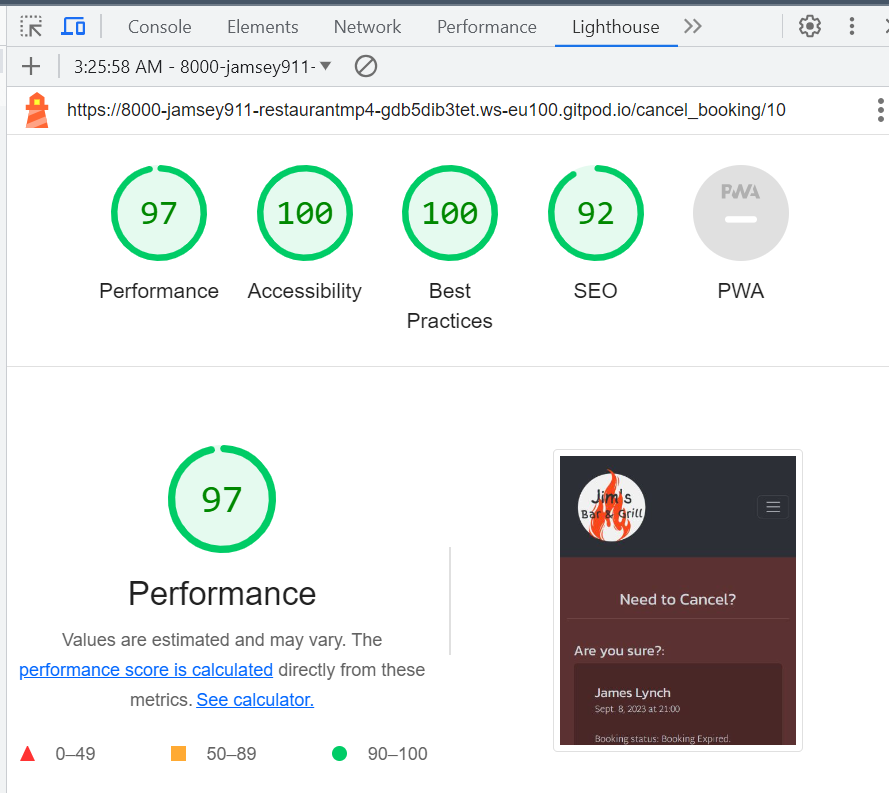 Console Elements Network Performance Lighthouse
3:25:58 AM - 8000-jamsey911-
https://8000-jamsey911-restaurantmp4-gdb5dib3tet.ws-eu100.gitpod.io/cancel_booking/10
97 100 100 92 PWA
Performance Accessibility Best Practices SEO PWA
97
Performance
Values are estimated and may vary. The
performance score is calculated directly from these
metrics. See calculator.
0–49 50–89 90–100
Jim's
Bar & Grill
Need to Cancel?
Are you sure?:
James Lynch
Sept. 8, 2023 at 21:00
Booking status: Booking Expired.